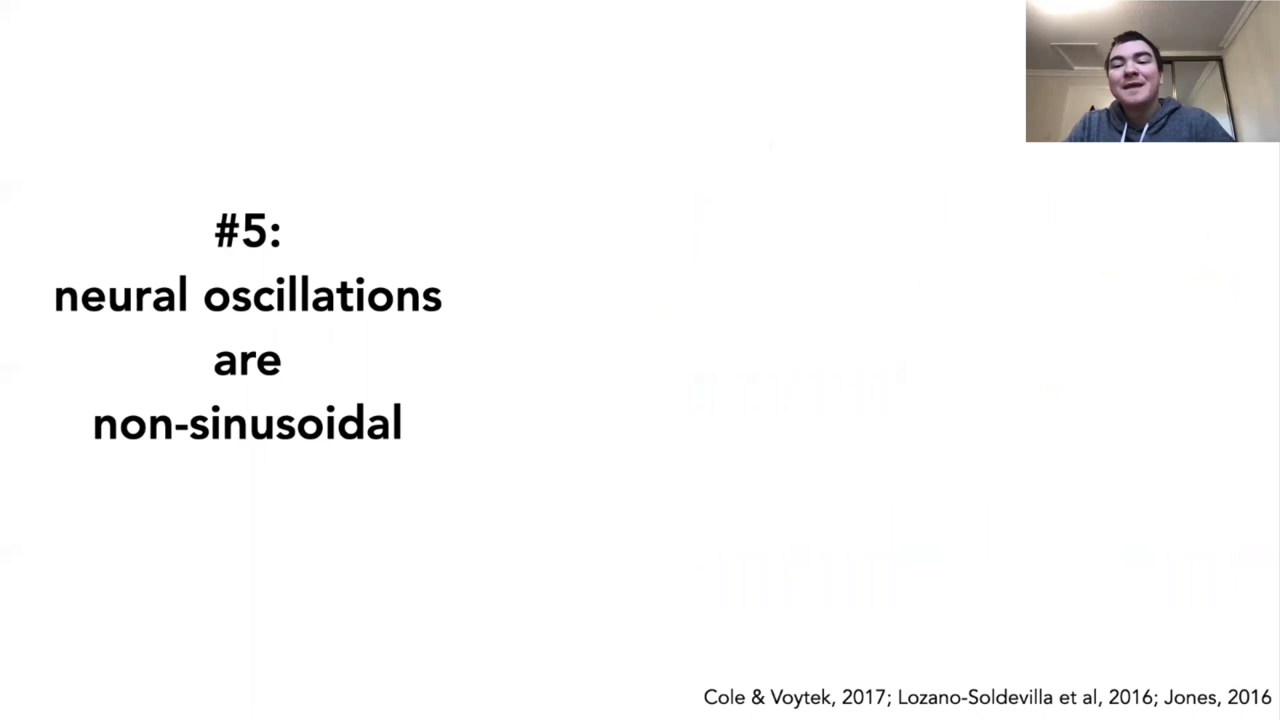 #5:
neural oscillations
are
non-sinusoidal
Cole & Voytek, 2017; Lozano-Soldevilla et al, 2016; Jones, 2016